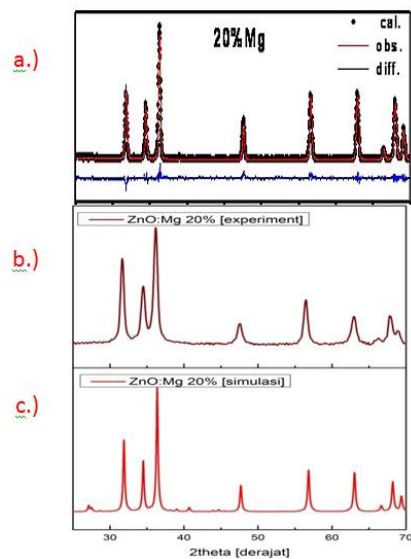 a.)
20%Mg
cal.
obs.
diff.
b.)
ZnO:Mg 20% [experiment]
c.)
ZnO:Mg 20% [simulasi]
30 40 50 60 70
2theta [derajat]